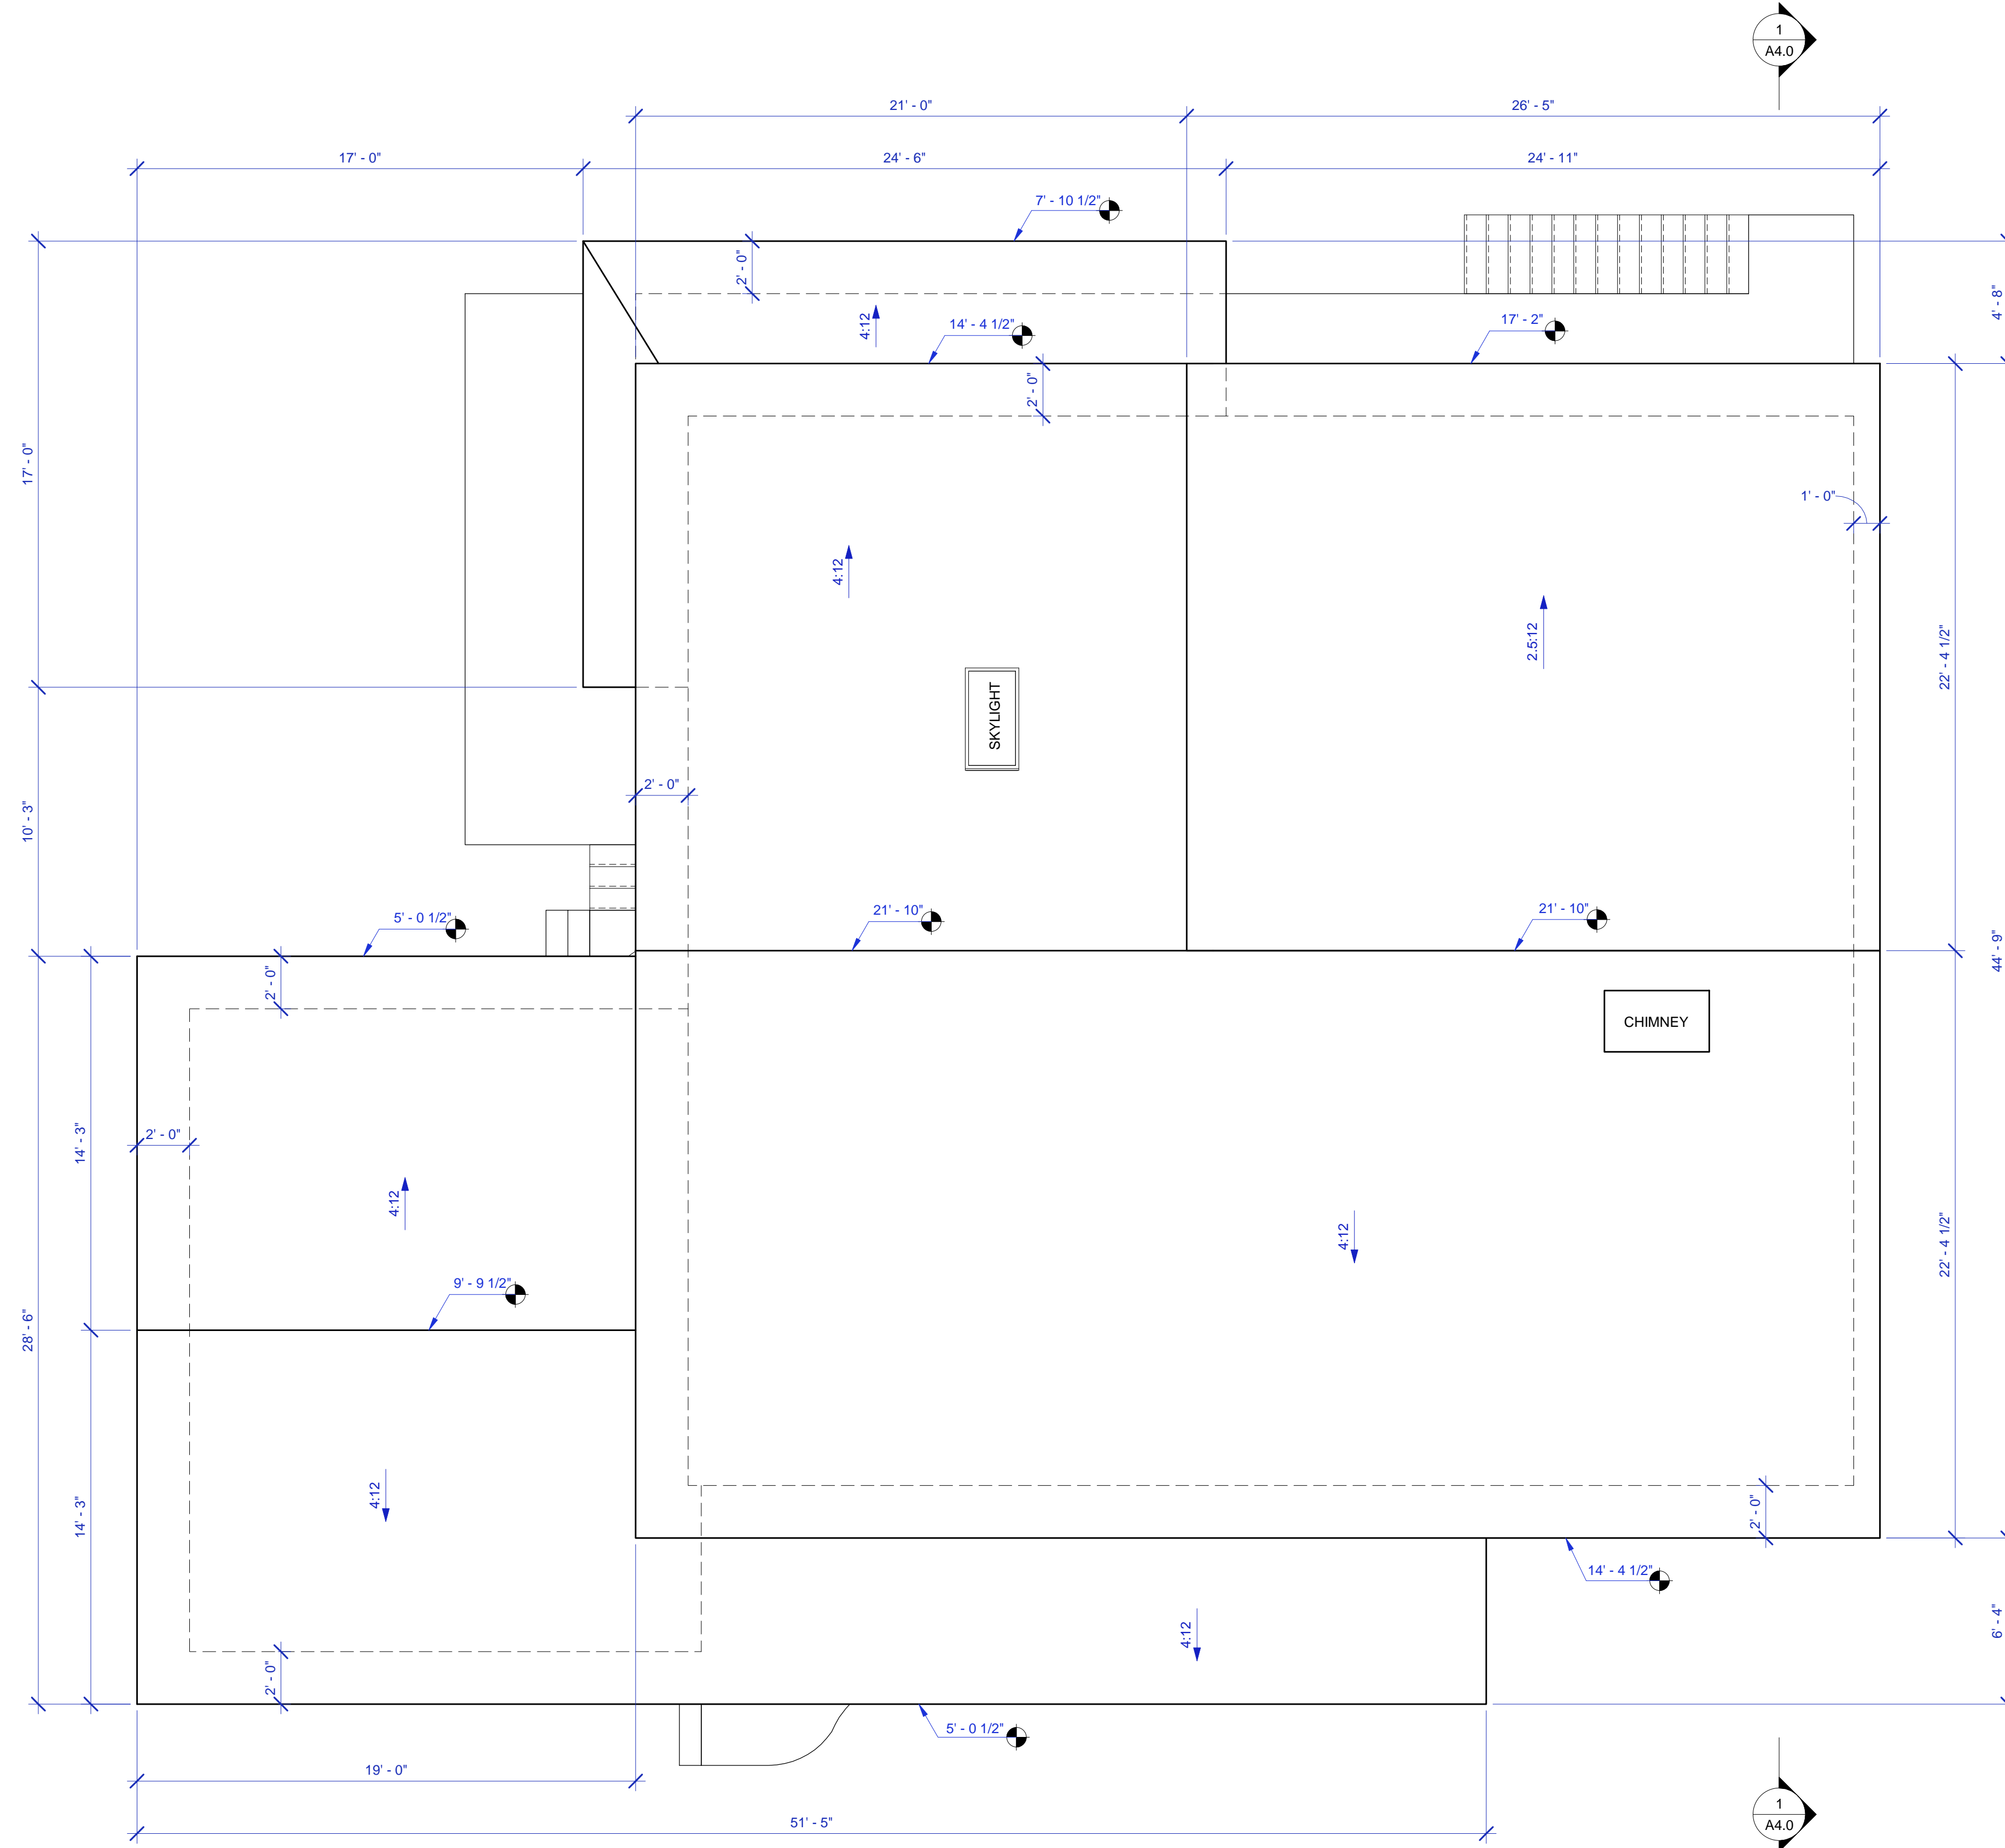 1
A4.0
21' - 0"
26' - 5"
17' - 0"
24' - 6"
24' - 11"
7' - 10 1/2"
2' - 0"
4' - 8"
4:12
14' - 4 1/2"
17' - 2"
2' - 0"
17' - 0"
1' - 0"
4:12
2.5:12
22' - 4 1/2"
SKYLIGHT
2' - 0"
10' - 3"
5' - 0 1/2"
21' - 10"
21' - 10"
44' - 9"
2' - 0"
CHIMNEY
14' - 3"
2' - 0"
4:12
4:12
22' - 4 1/2"
9' - 9 1/2"
28' - 6"
14' - 3"
4:12
2' - 0"
14' - 4 1/2"
4:12
6' - 4"
2' - 0"
5' - 0 1/2"
19' - 0"
1
A4.0
51' - 5"